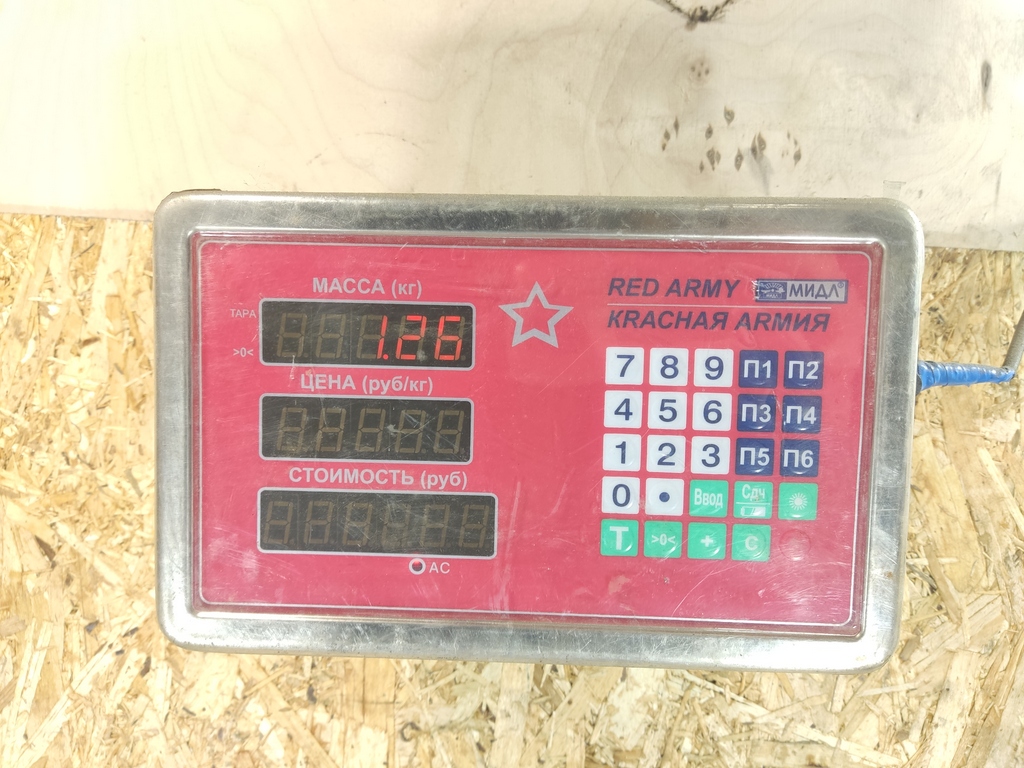 МАССА (кг)
ТАРА
>0<
1.26
ЦЕНА (руб/кг)
СТОИМОСТЬ (руб)
AC
RED ARMY МИДЛ®
КRАСНАЯ АRМИЯ
7 8 9 П1 П2
4 5 6 П3 П4
1 2 3 П5 П6
0 • Ввод Сдч
T >0< + c